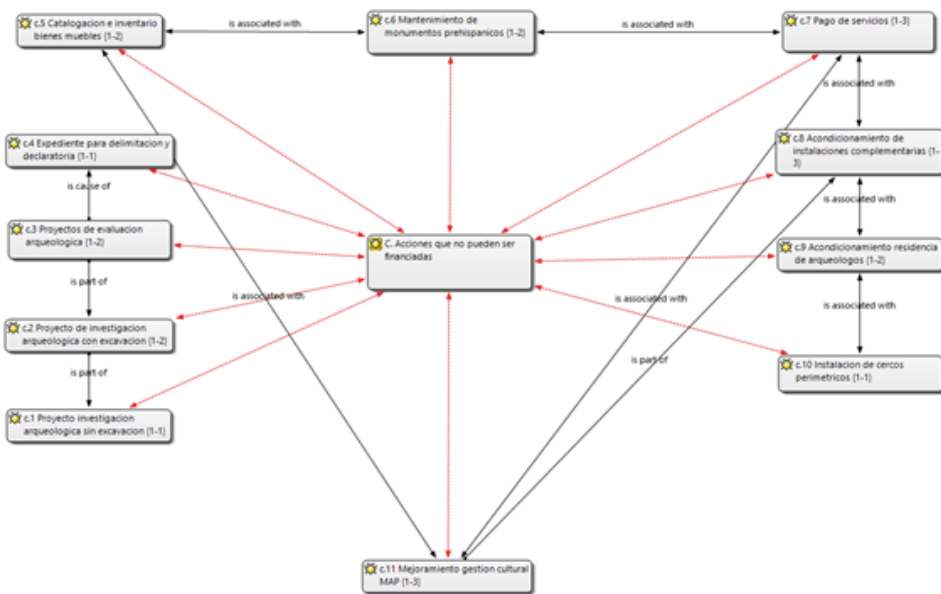 c.5 Catalogacion e inventario
bienes muebles (1-2)
is associated with
c.6 Mantenimiento de
monumentos prehispanicos (1-2)
is associated with
c.7 Pago de servicios (1-3)
is associated with
c.4 Expediente para delimitacion y
declaratoria (1-1)
c.8 Acondicionamiento de
instalaciones complementarias (1-
3)
is cause of
is associated with
c.3 Proyectos de evaluacion
arqueologica (1-2)
C. Acciones que no pueden ser
financiadas
c.9 Acondicionamiento residencia
de arqueologos (1-2)
is part of
is associated with
is associated with
is associated with
c.2 Proyecto de investigacion
arqueologica con excavacion (1-2)
is part of
is part of
c.10 Instalacion de cercos
perimetricos (1-1)
c.1 Proyecto investigacion
arqueologica sin excavacion (1-1)
c.11 Mejoramiento gestion cultural
MAP (1-3)